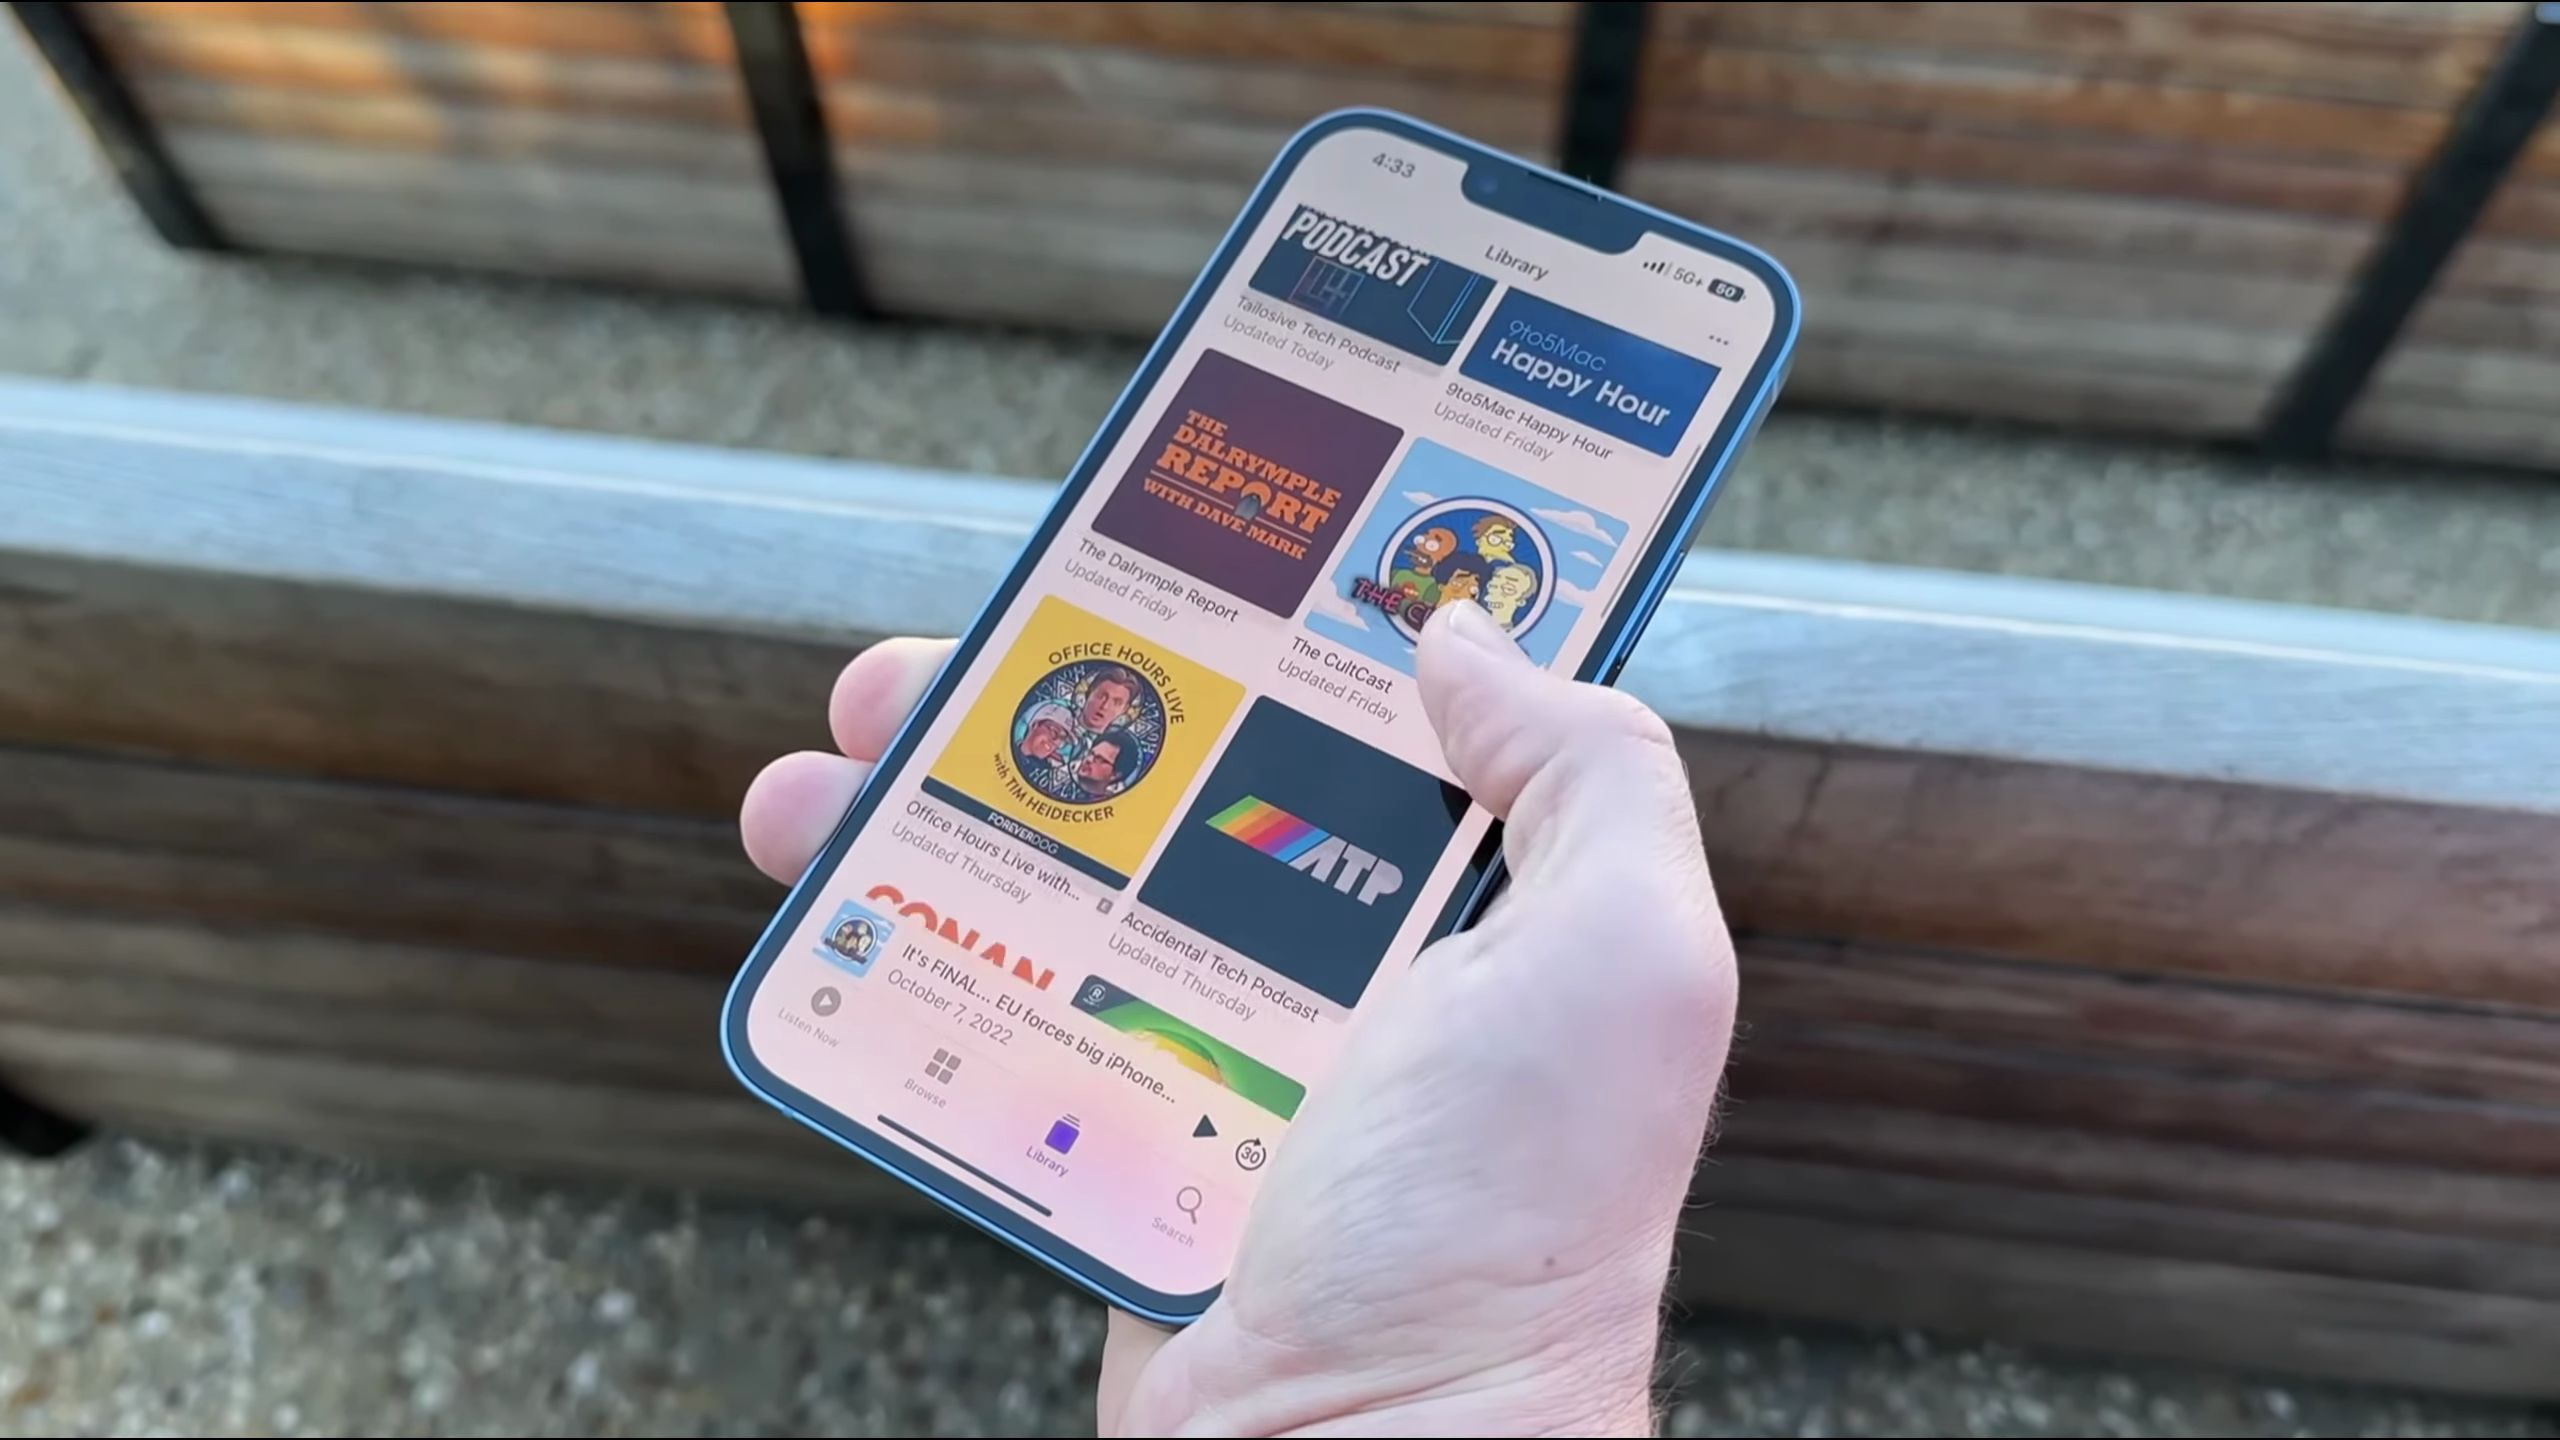 4:33
5G+ 50
Library
PODCAST
Tailosive Tech Podcast
Updated Today
9to5Mac
Happy Hour
9to5Mac Happy Hour
Updated Friday
THE
DALRYMPLE
REPORT
WITH DAVE MARK
The Dalrymple Report
Updated Friday
THE C
The CultCast
Updated Friday
OFFICE HOURS LIVE
with TIM HEIDECKER
FOREVERDOG
Office Hours Live with...
E
Updated Thursday
ATP
Accidental Tech Podcast
Updated Thursday
CONAN
R
It's FINAL... EU forces big iPhone...
October 7, 2022
30
Listen Now
Browse
Library
Search